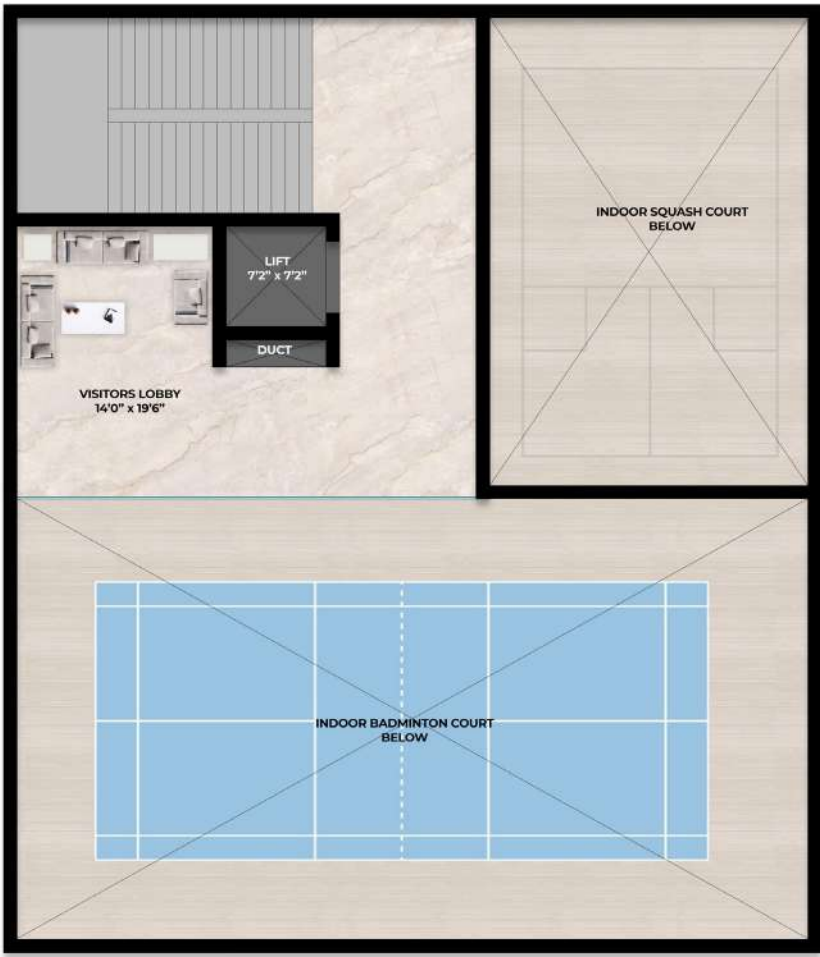 INDOOR SQUASH COURT
BELOW
LIFT
7’2” x 7’2”
DUCT
VISITORS LOBBY
14’0” x 19’6”
INDOOR BADMINTON COURT
BELOW